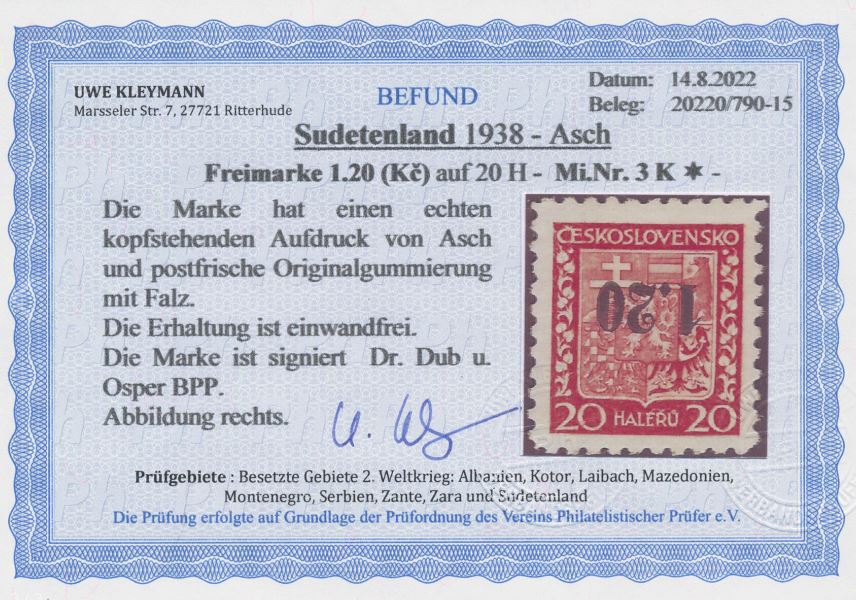 UWE KLEYMANN
Marsseler Str. 7, 27721 Ritterhude
BEFUND
Datum: 14.8.2022
Beleg: 20220/790-15
Sudetenland 1938 - Asch
Freimarke 1.20 (Kč) auf 20 H - Mi.Nr. 3 K ✶ -
Die Marke hat einen echten
kopfstehenden Aufdruck von Asch
und postfrische Originalgummierung
mit Falz.
Die Erhaltung ist einwandfrei.
Die Marke ist signiert Dr. Dub u.
Osper BPP.
Abbildung rechts.
ČESKOSLOVENSKO
1.20
20 HALÉŘŮ 20
Prüfgebiete : Besetzte Gebiete 2. Weltkrieg: Albanien, Kotor, Laibach, Mazedonien,
Montenegro, Serbien, Zante, Zara und Sudetenland
Die Prüfung erfolgte auf Grundlage der Prüfordnung des Vereins Philatelistischer Prüfer e.V.